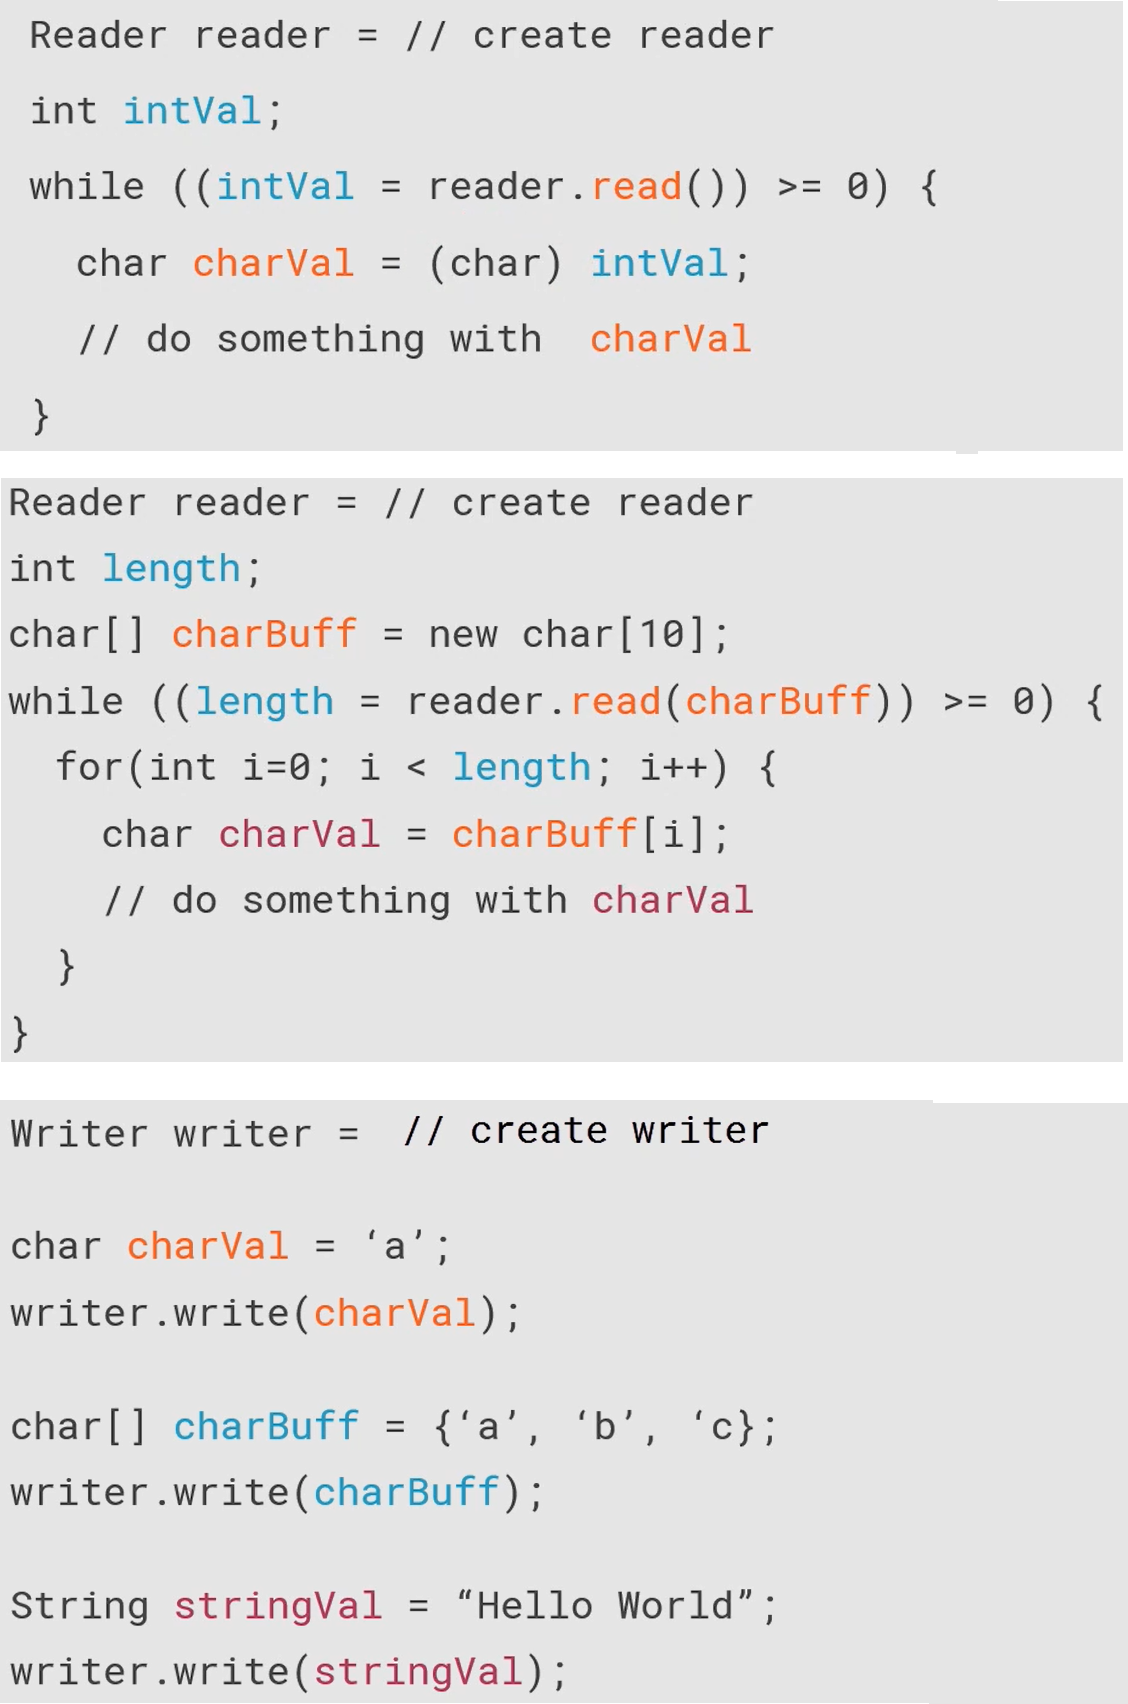 Reader reader = // create reader
int intVal;
while ((intVal = reader.read()) >= 0) {
  char charVal = (char) intVal;
  // do something with  charVal
}
Reader reader = // create reader
int length;
char[] charBuff = new char[10];
while ((length = reader.read(charBuff)) >= 0) {
  for(int i=0; i < length; i++) {
    char charVal = charBuff[i];
    // do something with charVal
  }
}
Writer writer =  // create writer
char charVal = ‘a’;
writer.write(charVal);
char[] charBuff = {‘a’, ‘b’, ‘c};
writer.write(charBuff);
String stringVal = “Hello World”;
writer.write(stringVal);